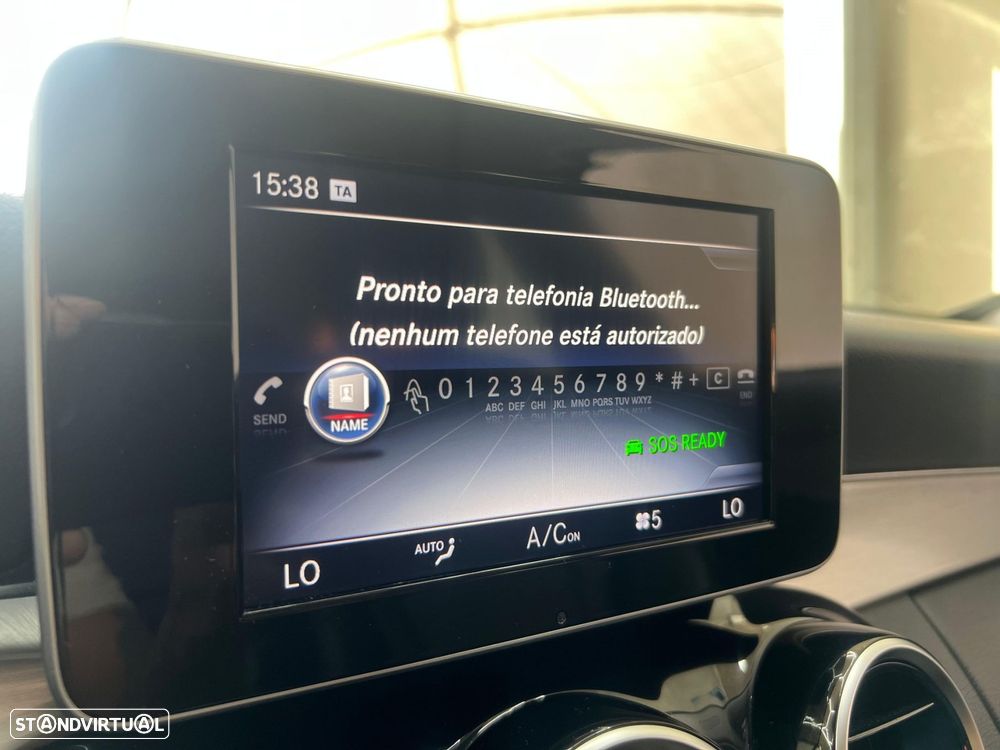 15:38 TA
Pronto para telefonia Bluetooth...
(nenhum telefone está autorizado)
SEND NAME 0 1 2 3 4 5 6 7 8 9 * # + C END
ABC DEF GHI JKL MNO PQRS TUV WXYZ
SOS READY
LO AUTO A/C ON 5 LO
STANDVIRTUAL